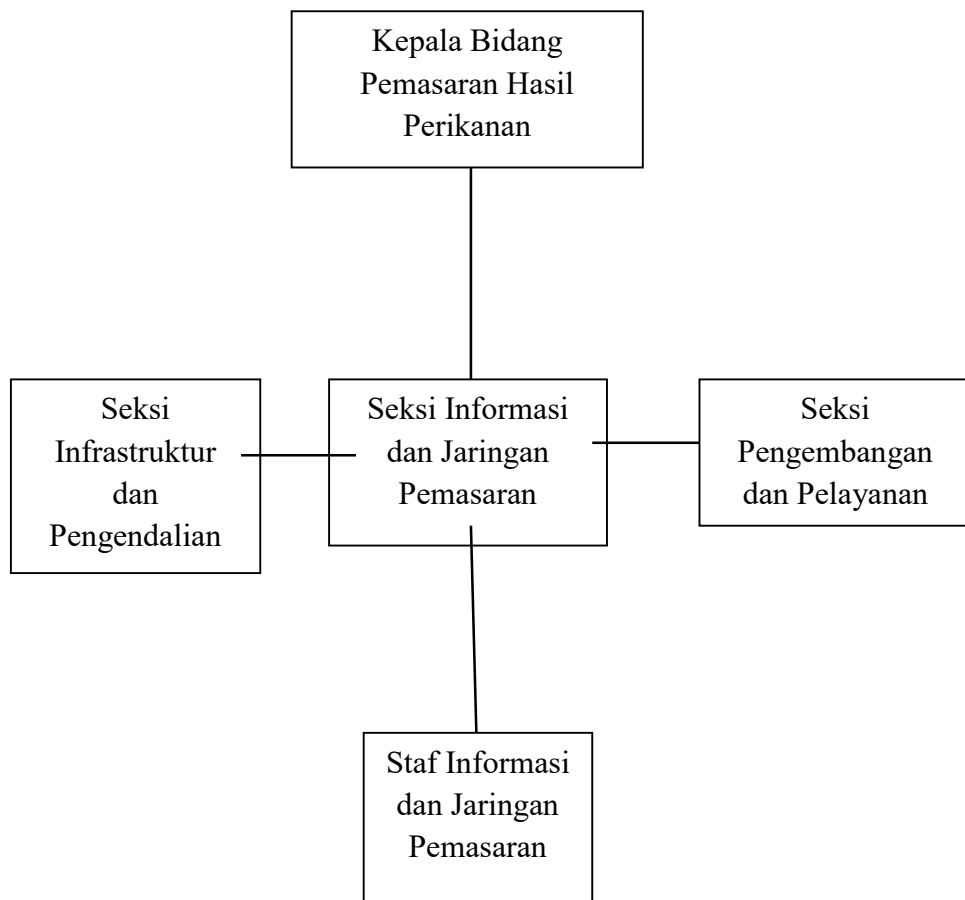 Kepala Bidang
Pemasaran Hasil
Perikanan
Seksi
Infrastruktur
dan
Pengendalian
Seksi Informasi
dan Jaringan
Pemasaran
Seksi
Pengembangan
dan Pelayanan
Staf Informasi
dan Jaringan
Pemasaran